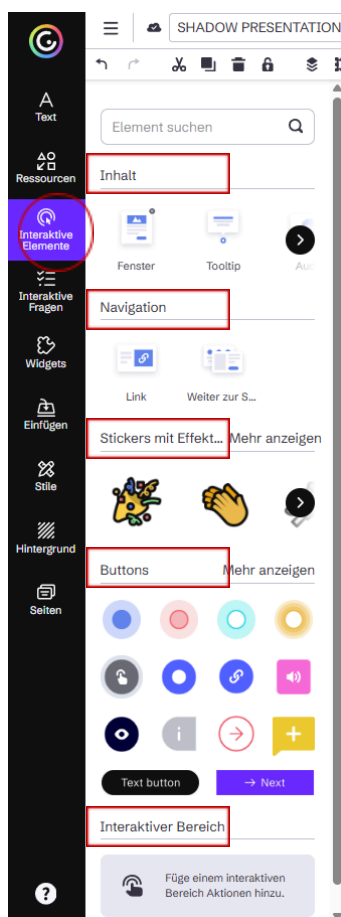 SHADOW PRESENTATION
Text
Ressourcen
Interaktive
Elemente
Interaktive
Fragen
Widgets
Einfügen
Stile
Hintergrund
Seiten
Element suchen
Inhalt
Fenster
Tooltip
Auc
Navigation
Link
Weiter zur S...
Stickers mit Effekt... Mehr anzeigen
Buttons Mehr anzeigen
Text button
→ Next
Interaktiver Bereich
Füge einem interaktiven
Bereich Aktionen hinzu.
?